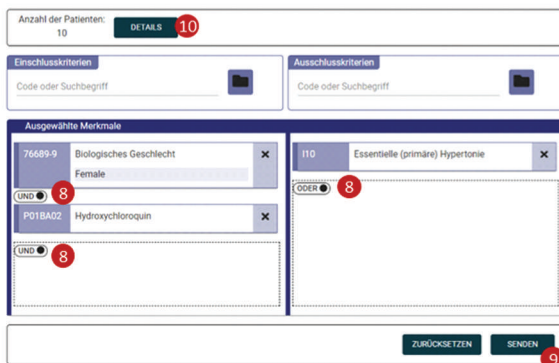 Anzahl der Patienten:
10
DETAILS
10
Einschlusskriterien
Code oder Suchbegriff
Ausschlusskriterien
Code oder Suchbegriff
Ausgewählte Merkmale
76689-9 Biologisches Geschlecht ×
Female
UND 8
P01BA02 Hydroxychloroquin ×
UND 8
I10 Essentielle (primäre) Hypertonie ×
ODER 8
ZURÜCKSETZEN SENDEN
9